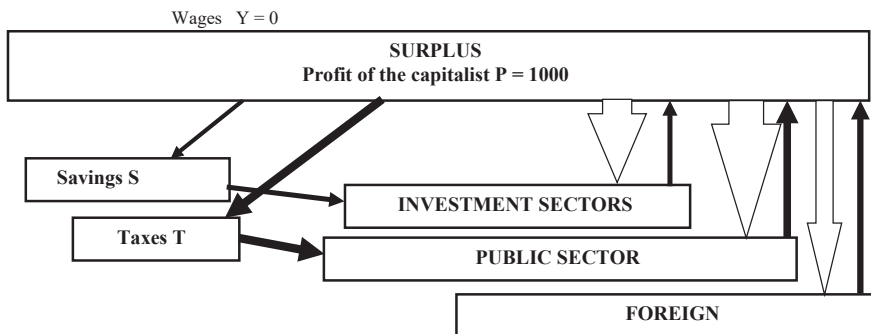 Wages Y = 0
SURPLUS
Profit of the capitalist P = 1000
Savings S
INVESTMENT SECTORS
Taxes T
PUBLIC SECTOR
FOREIGN